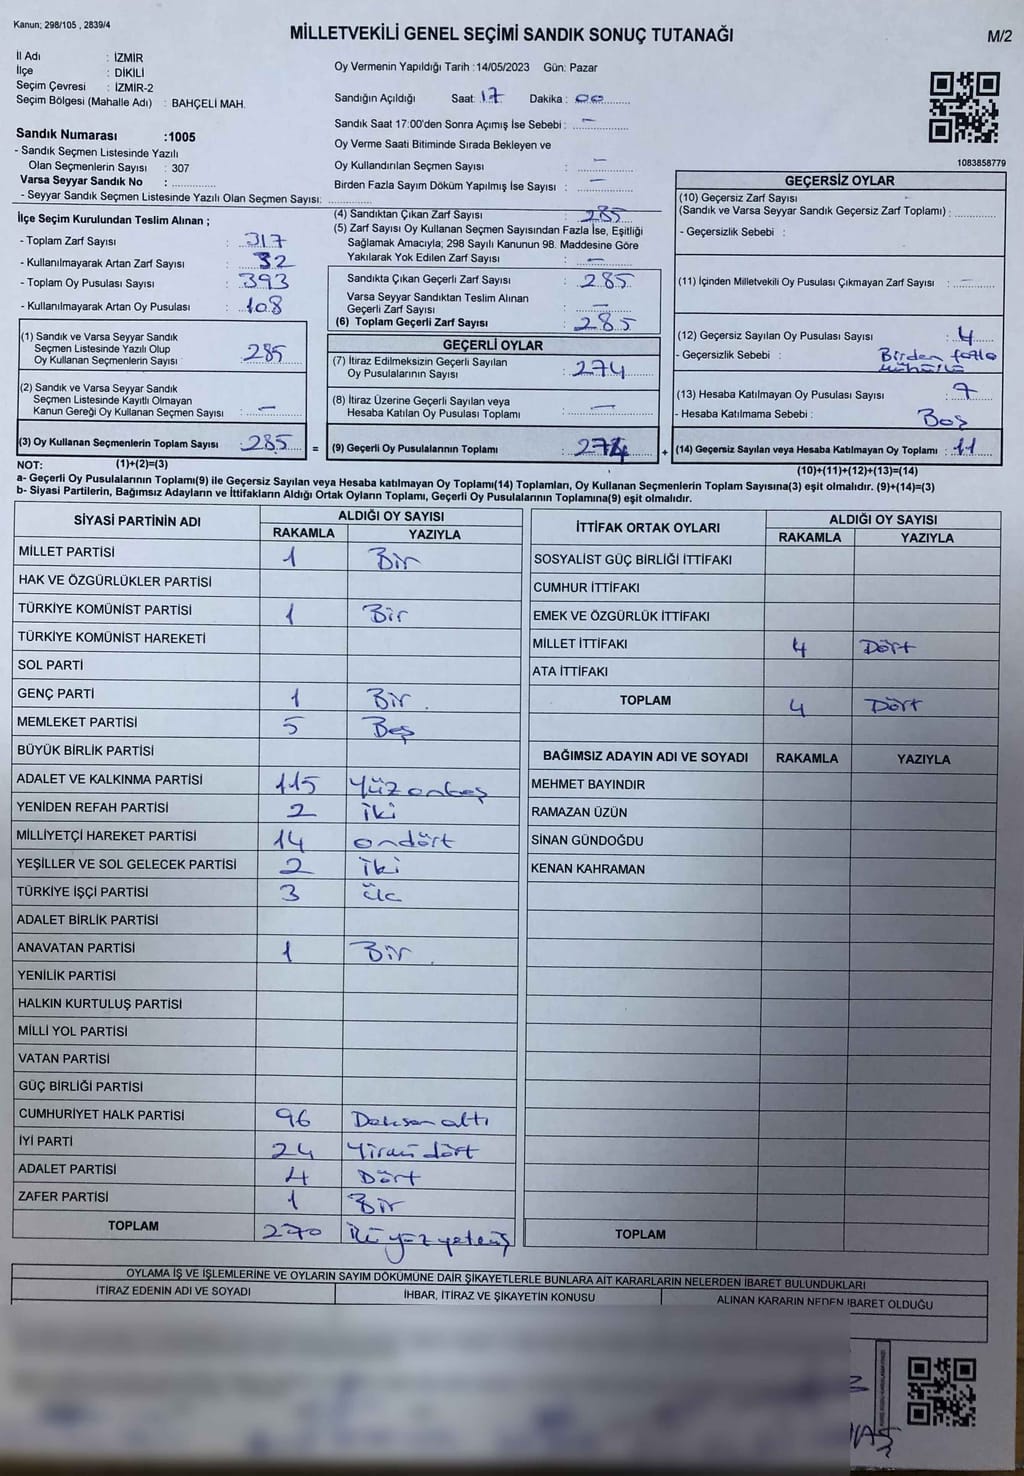 Kanun; 298/105 , 2839/4
MİLLETVEKİLİ GENEL SEÇİMİ SANDIK SONUÇ TUTANAĞI
M/2
İl Adı : İZMİR
İlçe : DİKİLİ
Seçim Çevresi : İZMİR-2
Seçim Bölgesi (Mahalle Adı) : BAHÇELİ MAH.
Sandık Numarası :1005
- Sandık Seçmen Listesinde Yazılı
Olan Seçmenlerin Sayısı : 307
Varsa Seyyar Sandık No : ............
- Seyyar Sandık Seçmen Listesinde Yazılı Olan Seçmen Sayısı: ............
Oy Vermenin Yapıldığı Tarih :14/05/2023 Gün: Pazar
Sandığın Açıldığı Saat: 17 Dakika : 00
Sandık Saat 17:00'den Sonra Açımış İse Sebebi : —
Oy Verme Saati Bitiminde Sırada Bekleyen ve
Oy Kullandırılan Seçmen Sayısı : —
Birden Fazla Sayım Döküm Yapılmış İse Sayısı : —
1083858779
İlçe Seçim Kurulundan Teslim Alınan ;
- Toplam Zarf Sayısı : 317
- Kullanılmayarak Artan Zarf Sayısı : 32
- Toplam Oy Pusulası Sayısı : 393
- Kullanılmayarak Artan Oy Pusulası : 108
(4) Sandıktan Çıkan Zarf Sayısı : 285
(5) Zarf Sayısı Oy Kullanan Seçmen Sayısından Fazla İse, Eşitliği
Sağlamak Amacıyla; 298 Sayılı Kanunun 98. Maddesine Göre
Yakılarak Yok Edilen Zarf Sayısı : —
Sandıkta Çıkan Geçerli Zarf Sayısı : 285
Varsa Seyyar Sandıktan Teslim Alınan
Geçerli Zarf Sayısı : —
(6) Toplam Geçerli Zarf Sayısı : 285
GEÇERSİZ OYLAR
(10) Geçersiz Zarf Sayısı
(Sandık ve Varsa Seyyar Sandık Geçersiz Zarf Toplamı) :
- Geçersizlik Sebebi :
(11) İçinden Milletvekili Oy Pusulası Çıkmayan Zarf Sayısı : —
(12) Geçersiz Sayılan Oy Pusulası Sayısı : 4
- Geçersizlik Sebebi : Birden fazla
mühürlü
(13) Hesaba Katılmayan Oy Pusulası Sayısı : 7
- Hesaba Katılmama Sebebi : Boş
(14) Geçersiz Sayılan veya Hesaba Katılmayan Oy Toplamı : 11
(10)+(11)+(12)+(13)=(14)
(1) Sandık ve Varsa Seyyar Sandık
Seçmen Listesinde Yazılı Olup
Oy Kullanan Seçmenlerin Sayısı : 285
(2) Sandık ve Varsa Seyyar Sandık
Seçmen Listesinde Kayıtlı Olmayan
Kanun Gereği Oy Kullanan Seçmen Sayısı : —
(3) Oy Kullanan Seçmenlerin Toplam Sayısı : 285 =
(1)+(2)=(3)
GEÇERLİ OYLAR
(7) İtiraz Edilmeksizin Geçerli Sayılan
Oy Pusulalarının Sayısı : 274
(8) İtiraz Üzerine Geçerli Sayılan veya
Hesaba Katılan Oy Pusulası Toplamı : —
(9) Geçerli Oy Pusulalarının Toplamı : 274 +
NOT:
a- Geçerli Oy Pusulalarının Toplamı(9) ile Geçersiz Sayılan veya Hesaba katılmayan Oy Toplamı(14) Toplamları, Oy Kullanan Seçmenlerin Toplam Sayısına(3) eşit olmalıdır. (9)+(14)=(3)
b- Siyasi Partilerin, Bağımsız Adayların ve İttifakların Aldığı Ortak Oyların Toplamı, Geçerli Oy Pusulalarının Toplamına(9) eşit olmalıdır.
SİYASİ PARTİNİN ADI ALDIĞI OY SAYISI
RAKAMLA YAZIYLA
MİLLET PARTİSİ 1 Bir
HAK VE ÖZGÜRLÜKLER PARTİSİ
TÜRKİYE KOMÜNİST PARTİSİ 1 Bir
TÜRKİYE KOMÜNİST HAREKETİ
SOL PARTİ
GENÇ PARTİ 1 Bir
MEMLEKET PARTİSİ 5 Beş
BÜYÜK BİRLİK PARTİSİ
ADALET VE KALKINMA PARTİSİ 115 Yüz onbeş
YENİDEN REFAH PARTİSİ 2 iki
MİLLİYETÇİ HAREKET PARTİSİ 14 ondört
YEŞİLLER VE SOL GELECEK PARTİSİ 2 iki
TÜRKİYE İŞÇİ PARTİSİ 3 üç
ADALET BİRLİK PARTİSİ
ANAVATAN PARTİSİ 1 Bir
YENİLİK PARTİSİ
HALKIN KURTULUŞ PARTİSİ
MİLLİ YOL PARTİSİ
VATAN PARTİSİ
GÜÇ BİRLİĞİ PARTİSİ
CUMHURİYET HALK PARTİSİ 96 Doksan altı
İYİ PARTİ 24 Yirmi dört
ADALET PARTİSİ 4 Dört
ZAFER PARTİSİ 1 Bir
TOPLAM 270 iki yüz yetmiş
İTTİFAK ORTAK OYLARI ALDIĞI OY SAYISI
RAKAMLA YAZIYLA
SOSYALİST GÜÇ BİRLİĞİ İTTİFAKI
CUMHUR İTTİFAKI
EMEK VE ÖZGÜRLÜK İTTİFAKI
MİLLET İTTİFAKI 4 Dört
ATA İTTİFAKI
TOPLAM 4 Dört
BAĞIMSIZ ADAYIN ADI VE SOYADI RAKAMLA YAZIYLA
MEHMET BAYINDIR
RAMAZAN ÜZÜN
SİNAN GÜNDOĞDU
KENAN KAHRAMAN
TOPLAM
OYLAMA İŞ VE İŞLEMLERİNE VE OYLARIN SAYIM DÖKÜMÜNE DAİR ŞİKAYETLERLE BUNLARA AİT KARARLARIN NELERDEN İBARET BULUNDUKLARI
İTİRAZ EDENİN ADI VE SOYADI İHBAR, İTİRAZ VE ŞİKAYETİN KONUSU ALINAN KARARIN NEDEN İBARET OLDUĞU